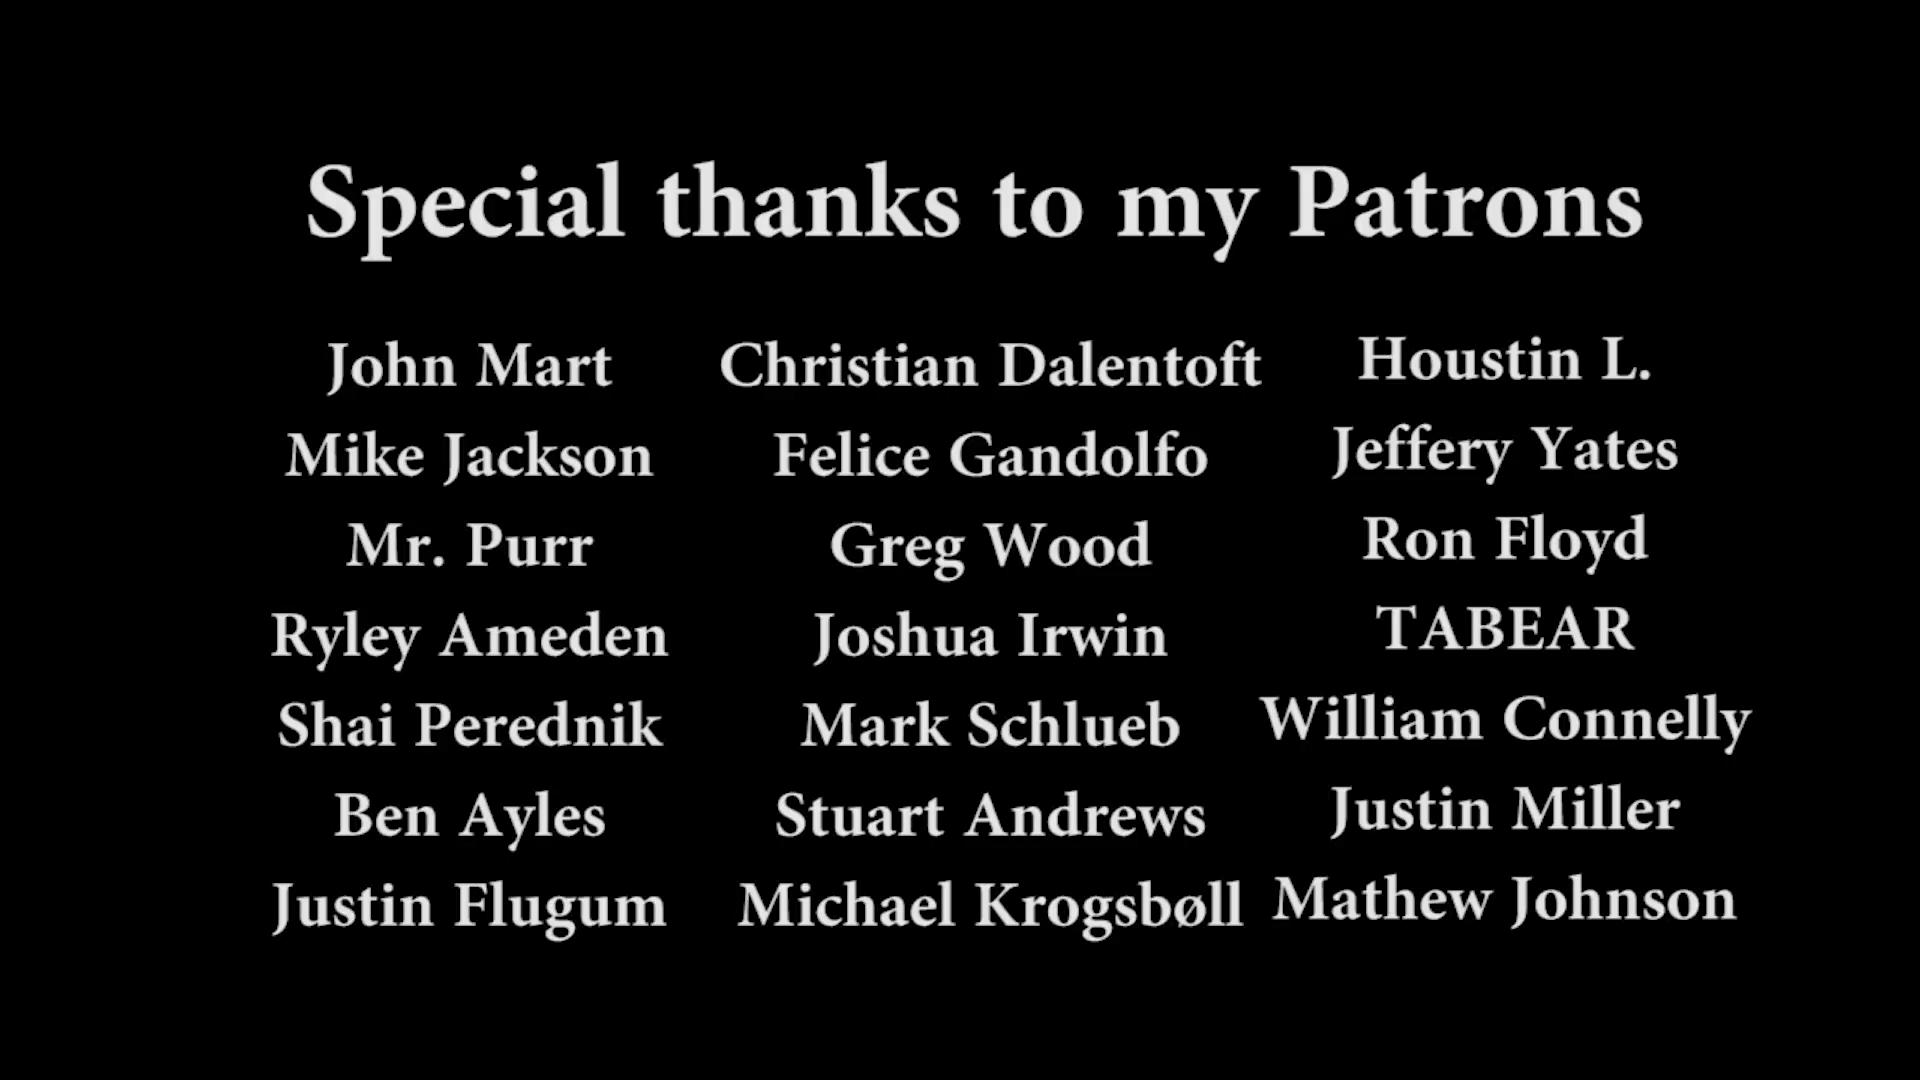 Special thanks to my Patrons
John Mart
Mike Jackson
Mr. Purr
Ryley Ameden
Shai Perednik
Ben Ayles
Justin Flugum
Christian Dalentoft
Felice Gandolfo
Greg Wood
Joshua Irwin
Mark Schlueb
Stuart Andrews
Michael Krogsbøll
Houstin L.
Jeffery Yates
Ron Floyd
TABEAR
William Connelly
Justin Miller
Mathew Johnson